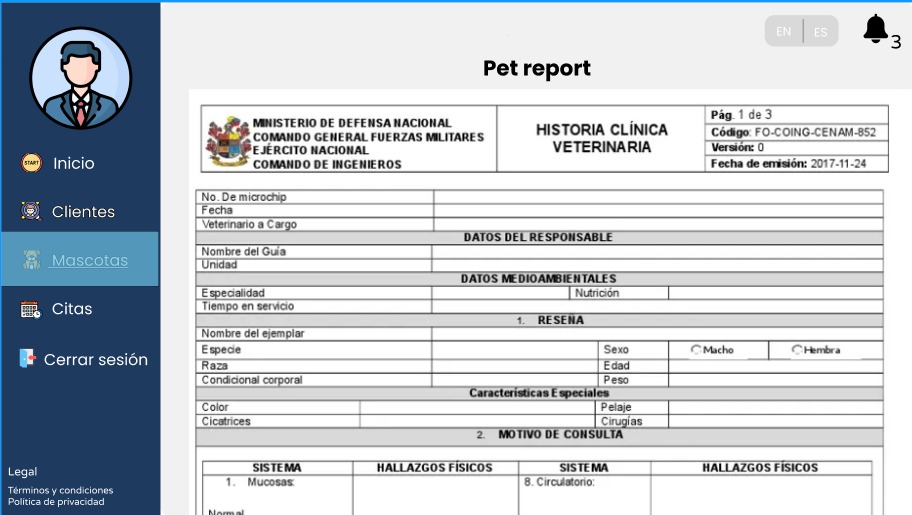 EN ES
3
Pet report
START Inicio
Clientes
Mascotas
Citas
Cerrar sesión
Legal
Términos y condiciones
Política de privacidad
MINISTERIO DE DEFENSA NACIONAL
COMANDO GENERAL FUERZAS MILITARES
EJÉRCITO NACIONAL
COMANDO DE INGENIEROS
HISTORIA CLÍNICA
VETERINARIA
Pág. 1 de 3
Código: FO-COING-CENAM-852
Versión: 0
Fecha de emisión: 2017-11-24
No. De microchip
Fecha
Veterinario a Cargo
DATOS DEL RESPONSABLE
Nombre del Guía
Unidad
DATOS MEDIOAMBIENTALES
Especialidad Nutrición
Tiempo en servicio
1. RESEÑA
Nombre del ejemplar
Especie Sexo Macho Hembra
Raza Edad
Condicional corporal Peso
Características Especiales
Color Pelaje
Cicatrices Cirugías
2. MOTIVO DE CONSULTA
SISTEMA HALLAZGOS FÍSICOS SISTEMA HALLAZGOS FÍSICOS
1. Mucosas: 8. Circulatorio:
Normal